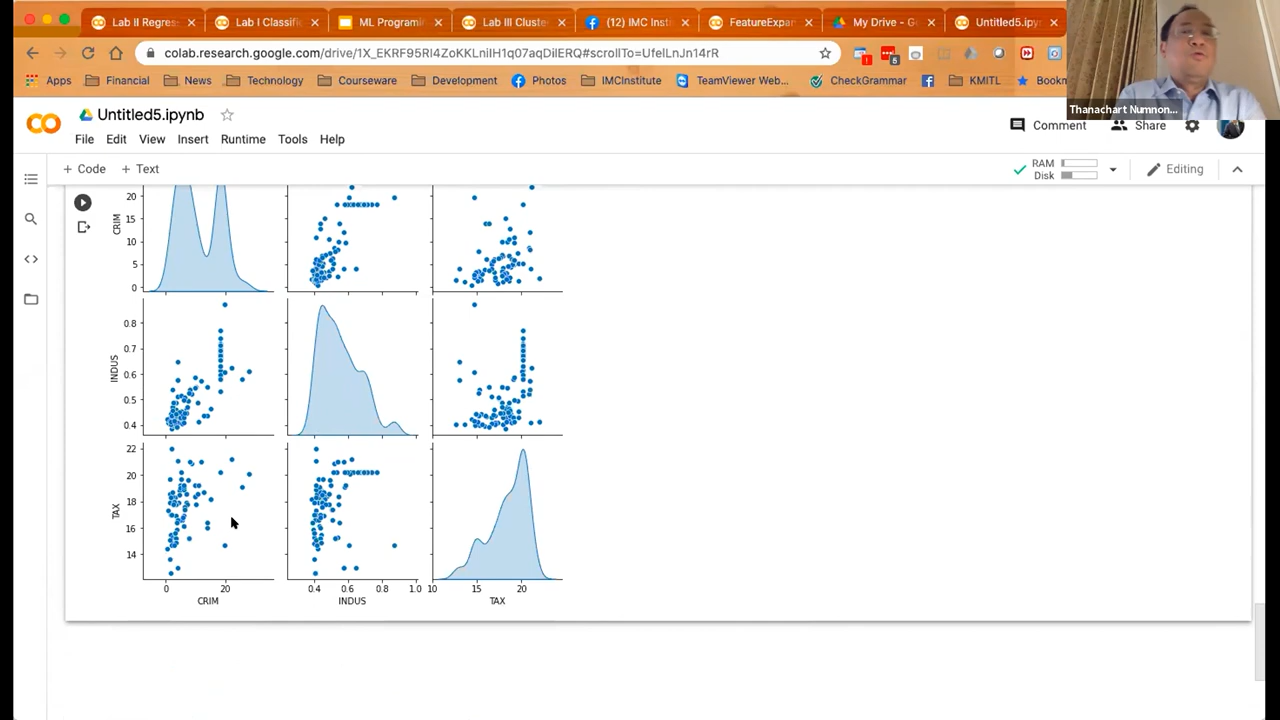 Lab II Regres
Lab I Classifi
ML Programi
Lab III Cluste
(12) IMC Inst
FeatureExpa
My Drive - G
Untitled5.ipy
colab.research.google.com/drive/1X_EKRF95RI4ZoKKLnilH1q07aqDilERQ#scrollTo=UfelLnJn14rR
5
Apps
Financial
News
Technology
Courseware
Development
Photos
IMCInstitute
TeamViewer Web...
CheckGrammar
KMITL
Bookm
Thanachart Numnon...
Untitled5.ipynb
File Edit View Insert Runtime Tools Help
Comment
Share
+ Code + Text
RAM
Disk
Editing
CRIM
20
15
10
5
0
INDUS
0.8
0.7
0.6
0.5
0.4
TAX
22
20
18
16
14
0 20
0.4 0.6 0.8 1.0
10 15 20
CRIM
INDUS
TAX